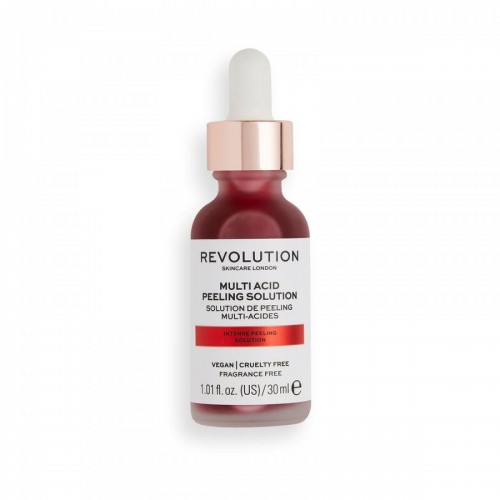 REVOLUTION
SKINCARE LONDON
MULTI ACID
PEELING SOLUTION
SOLUTION DE PEELING
MULTI-ACIDES
INTENSE PEELING
SOLUTION
VEGAN | CRUELTY FREE
FRAGRANCE FREE
1.01 fl. oz. (US)/30 ml ℮